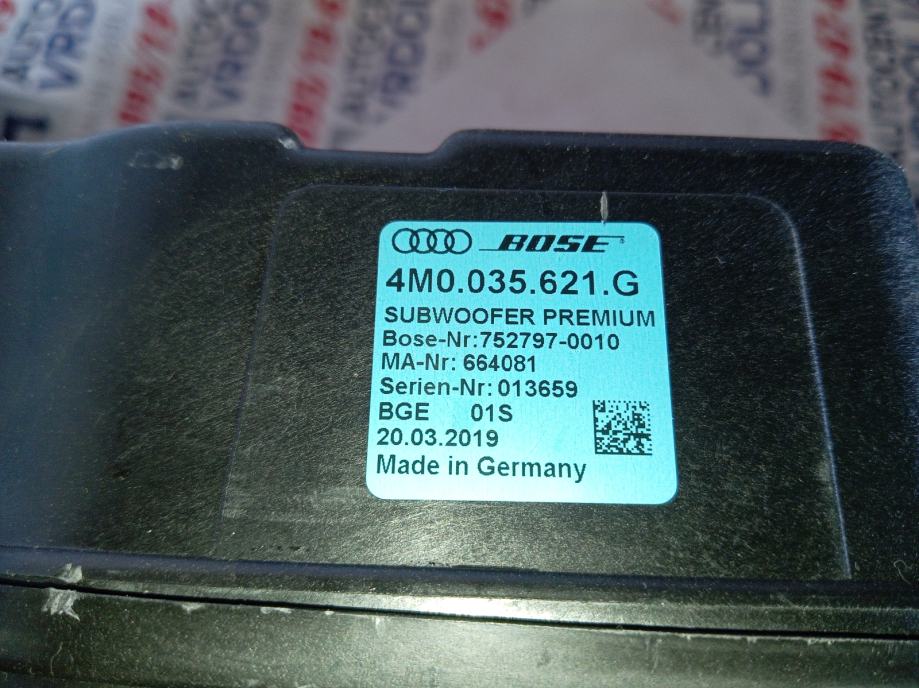 BOSE
4M0.035.621.G
SUBWOOFER PREMIUM
Bose-Nr:752797-0010
MA-Nr: 664081
Serien-Nr: 013659
BGE 01S
20.03.2019
Made in Germany